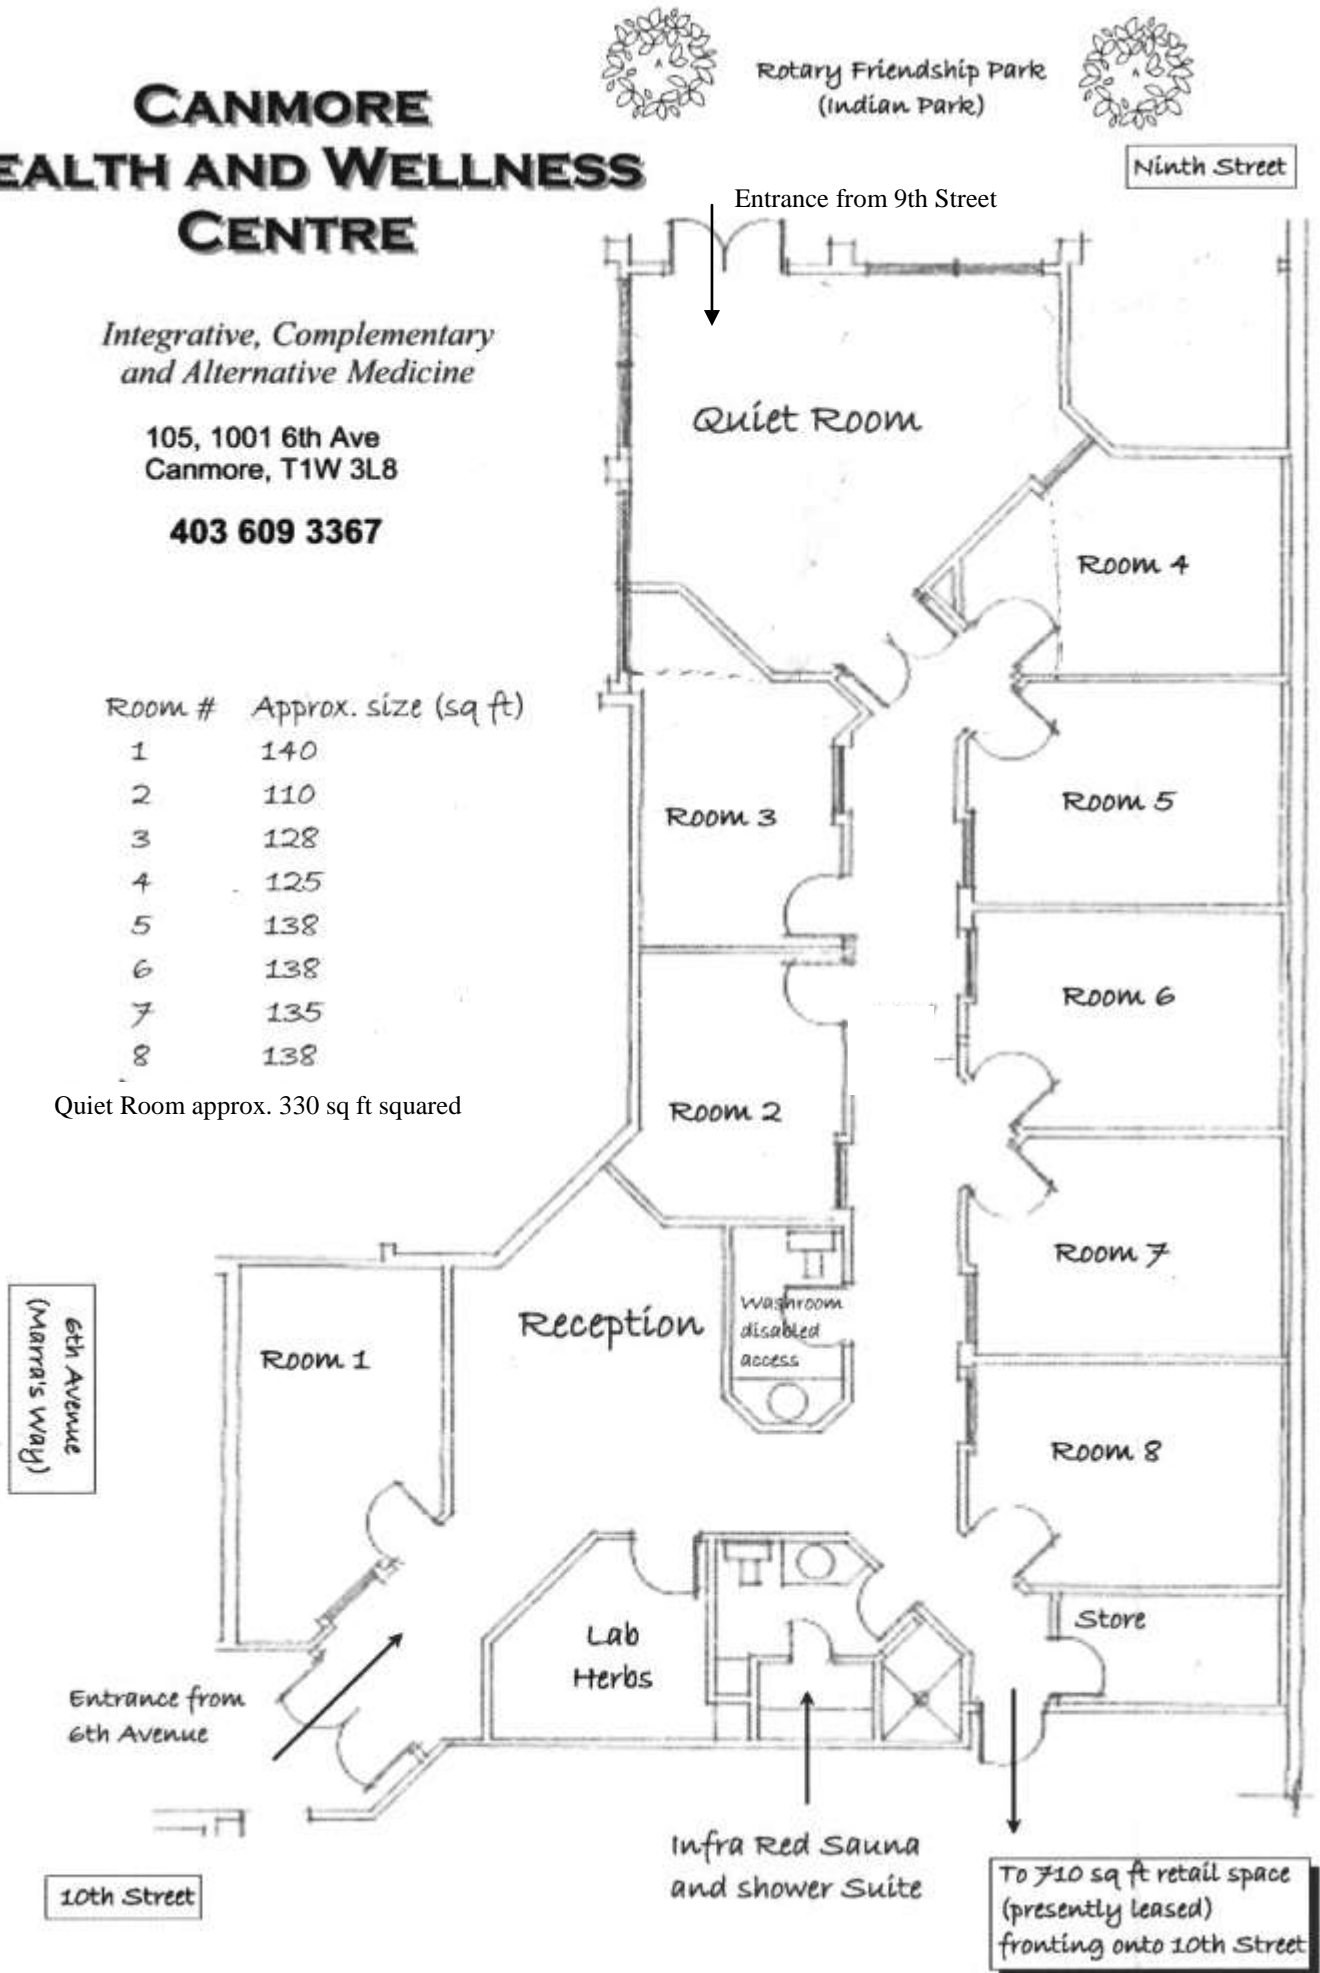 CANMORE
EALTH AND WELLNESS
CENTRE
Integrative, Complementary
and Alternative Medicine
105, 1001 6th Ave
Canmore, T1W 3L8
403 609 3367
Rotary Friendship Park
(Indian Park)
Ninth Street
Entrance from 9th Street
Quiet Room
Room 4
Room # Approx. size (sq ft)
1 140
2 110
3 128
4 125
5 138
6 138
7 135
8 138
Quiet Room approx. 330 sq ft squared
Room 3
Room 5
Room 6
Room 2
Room 7
Reception
Washroom
disabled
access
Room 1
6th Avenue
(Marra's Way)
Room 8
Lab
Herbs
Store
Entrance from
6th Avenue
Infra Red Sauna
and shower Suite
10th Street
To 710 sq ft retail space
(presently leased)
fronting onto 10th Street